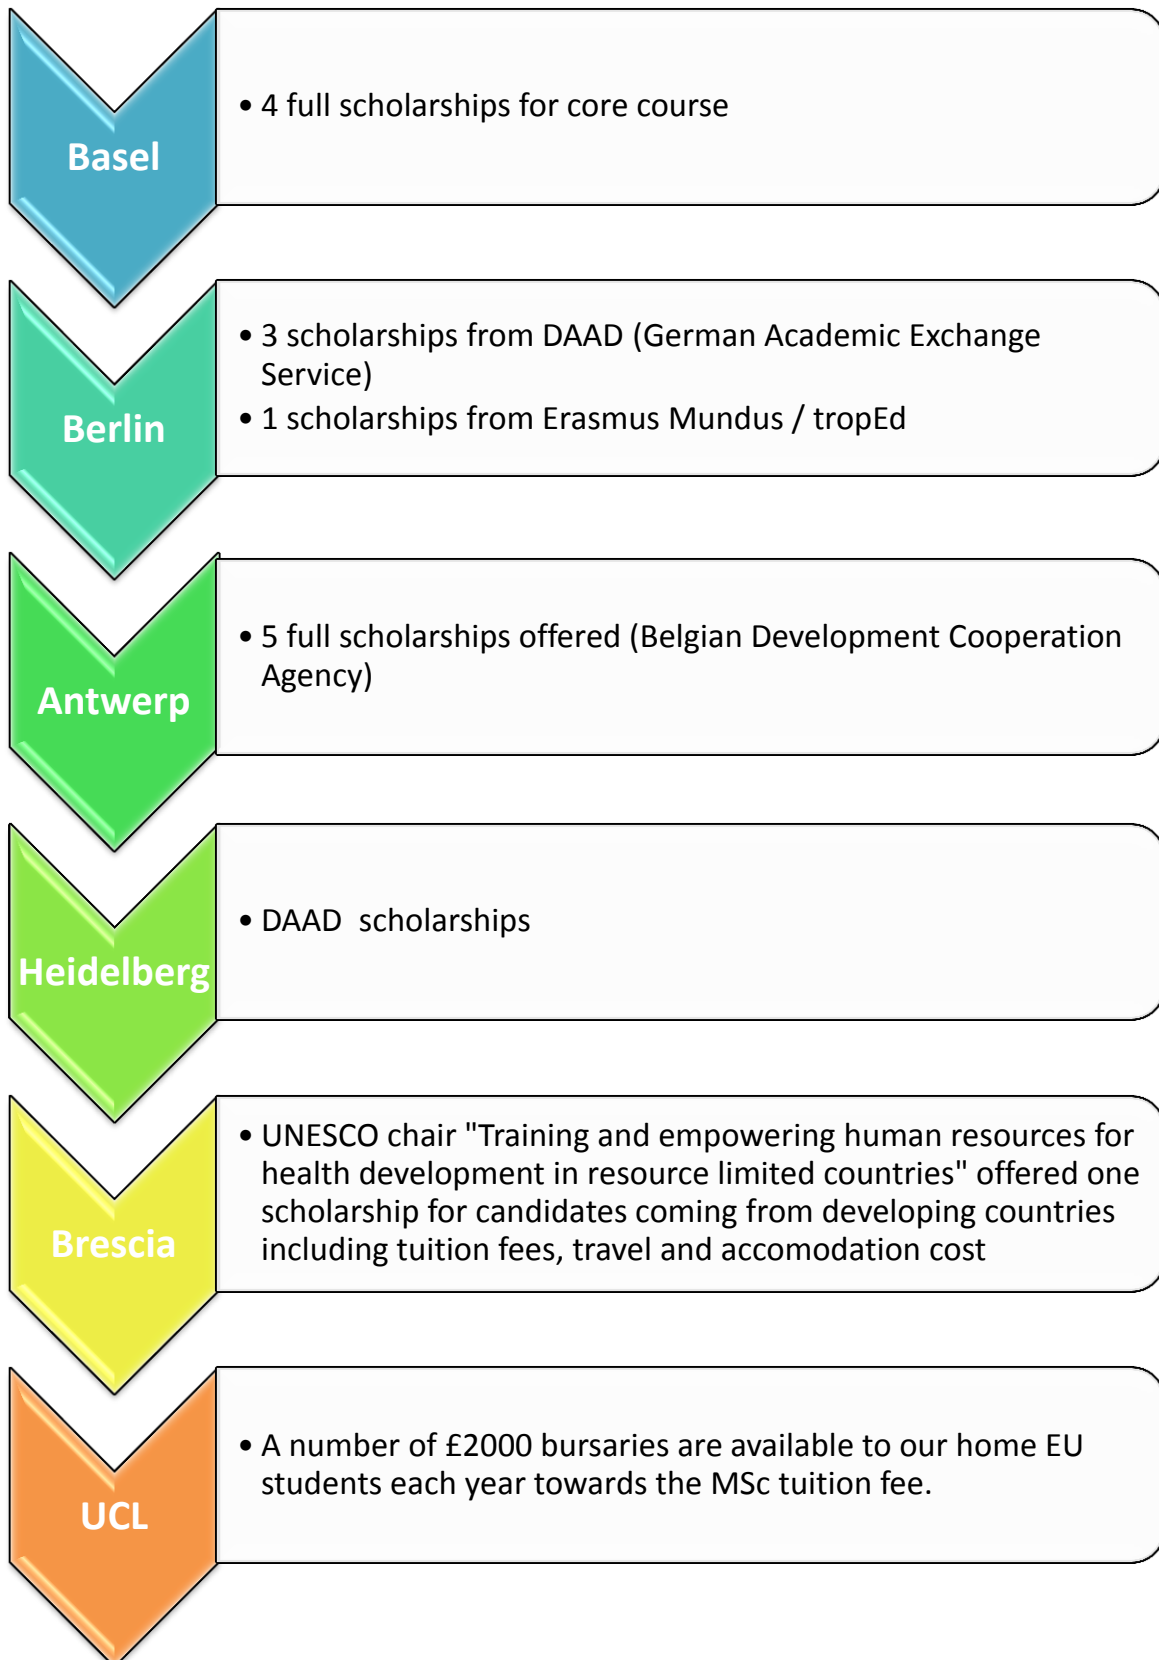 Basel
• 4 full scholarships for core course
Berlin
• 3 scholarships from DAAD (German Academic Exchange
Service)
• 1 scholarships from Erasmus Mundus / tropEd
Antwerp
• 5 full scholarships offered (Belgian Development Cooperation
Agency)
Heidelberg
• DAAD  scholarships
Brescia
• UNESCO chair "Training and empowering human resources for
health development in resource limited countries" offered one
scholarship for candidates coming from developing countries
including tuition fees, travel and accomodation cost
UCL
• A number of £2000 bursaries are available to our home EU
students each year towards the MSc tuition fee.